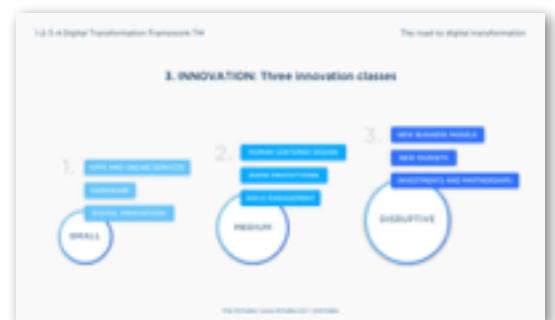 1-2-3-4 Digital Transformation Framework TM
The road to digital transformation
3. INNOVATION: Three innovation classes
1.
APPS AND ONLINE SERVICES
HARDWARE
DIGITAL INNOVATIONS
SMALL
2.
HUMAN CENTERED DESIGN
RAPID PROTOTYPING
AGILE MANAGEMENT
MEDIUM
3.
NEW BUSINESS MODELS
NEW MARKETS
INVESTMENTS AND PARTNERSHIPS
DISRUPTIVE